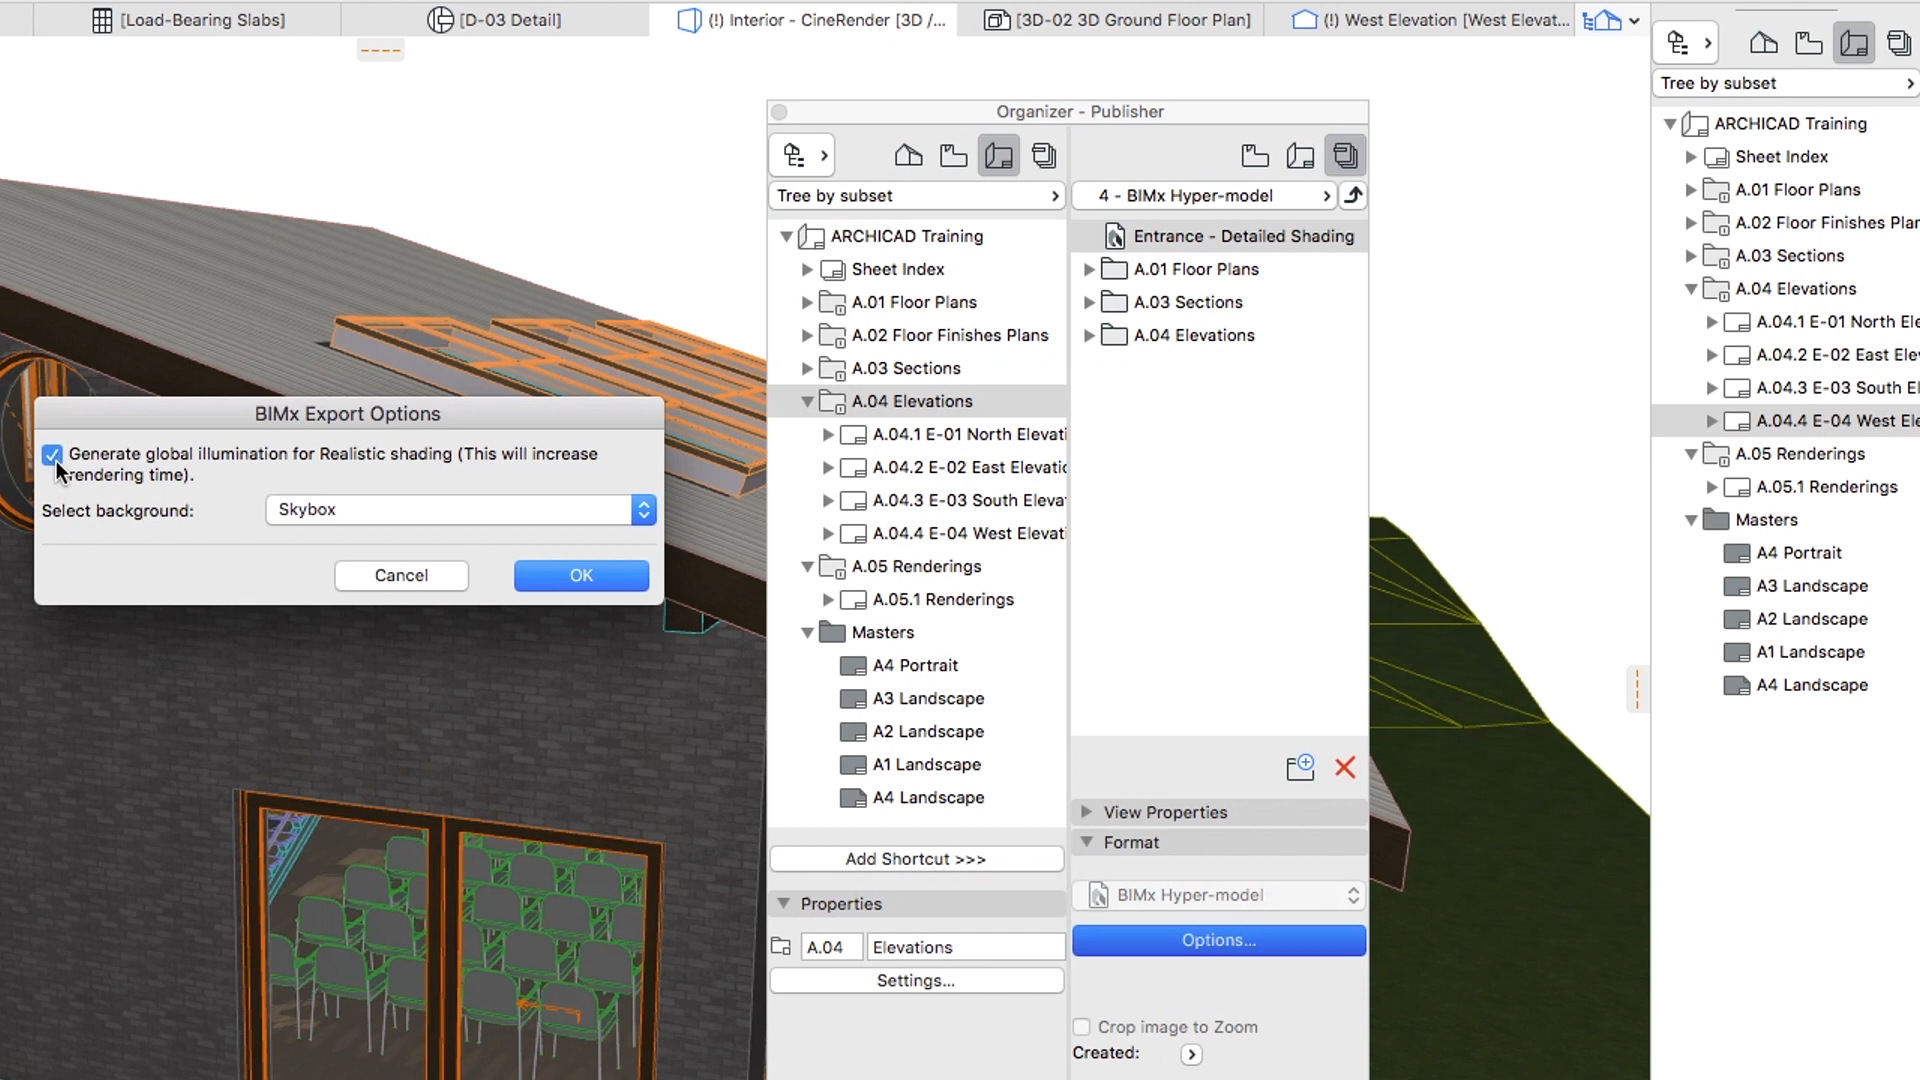 [Load-Bearing Slabs]
[D-03 Detail]
(!) Interior - CineRender [3D /...
[3D-02 3D Ground Floor Plan]
(!) West Elevation [West Elevat...
Organizer - Publisher
Tree by subset
ARCHICAD Training
Sheet Index
A.01 Floor Plans
A.02 Floor Finishes Plans
A.03 Sections
A.04 Elevations
A.04.1 E-01 North Elevati
A.04.2 E-02 East Elevatio
A.04.3 E-03 South Eleva
A.04.4 E-04 West Elevati
A.05 Renderings
A.05.1 Renderings
Masters
A4 Portrait
A3 Landscape
A2 Landscape
A1 Landscape
A4 Landscape
Add Shortcut >>>
Properties
A.04
Elevations
Settings...
4 - BIMx Hyper-model
Entrance - Detailed Shading
A.01 Floor Plans
A.03 Sections
A.04 Elevations
View Properties
Format
BIMx Hyper-model
Options...
Crop image to Zoom
Created:
BIMx Export Options
Generate global illumination for Realistic shading (This will increase
rendering time).
Select background:
Skybox
Cancel
OK
Tree by subset
ARCHICAD Training
Sheet Index
A.01 Floor Plans
A.02 Floor Finishes Plan
A.03 Sections
A.04 Elevations
A.04.1 E-01 North Ele
A.04.2 E-02 East Ele
A.04.3 E-03 South E
A.04.4 E-04 West Ele
A.05 Renderings
A.05.1 Renderings
Masters
A4 Portrait
A3 Landscape
A2 Landscape
A1 Landscape
A4 Landscape